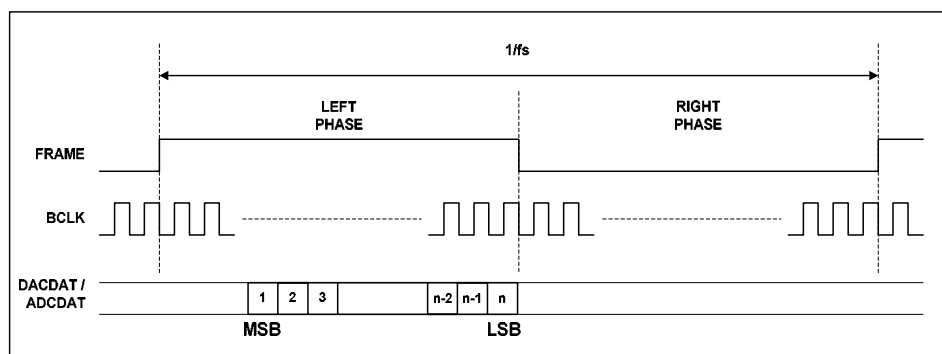 1/fs
LEFT
PHASE
RIGHT
PHASE
FRAME
BCLK
DACDAT /
ADCDAT
1 2 3 n-2 n-1 n
MSB LSB